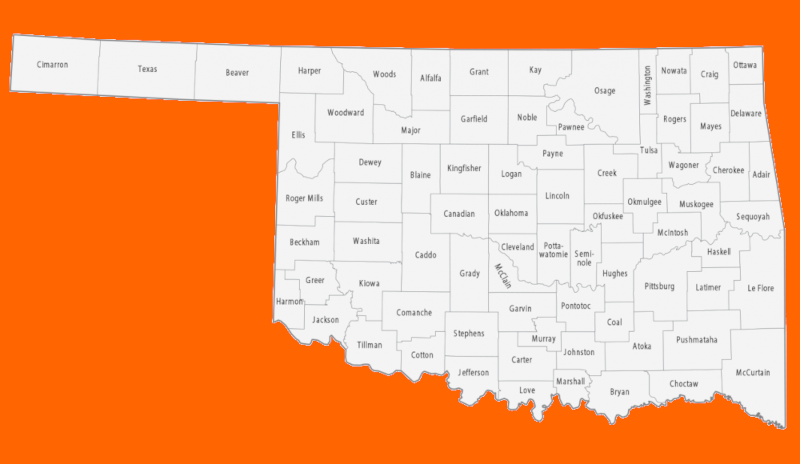 Cimarron
Texas
Beaver
Harper
Woods
Alfalfa
Grant
Kay
Osage
Washington
Nowata
Craig
Ottawa
Woodward
Ellis
Major
Garfield
Noble
Pawnee
Rogers
Mayes
Delaware
Dewey
Blaine
Kingfisher
Logan
Payne
Creek
Tulsa
Wagoner
Cherokee
Adair
Roger Mills
Custer
Canadian
Oklahoma
Lincoln
Okfuskee
Okmulgee
Muskogee
Sequoyah
Beckham
Washita
Caddo
Grady
Cleveland
McClain
Potta-
watomie
Semi-
nole
Hughes
McIntosh
Haskell
Pittsburg
Latimer
Le Flore
Greer
Harmon
Kiowa
Jackson
Comanche
Tillman
Cotton
Stephens
Jefferson
Garvin
Pontotoc
Coal
Murray
Carter
Johnston
Atoka
Pushmataha
McCurtain
Love
Marshall
Bryan
Choctaw